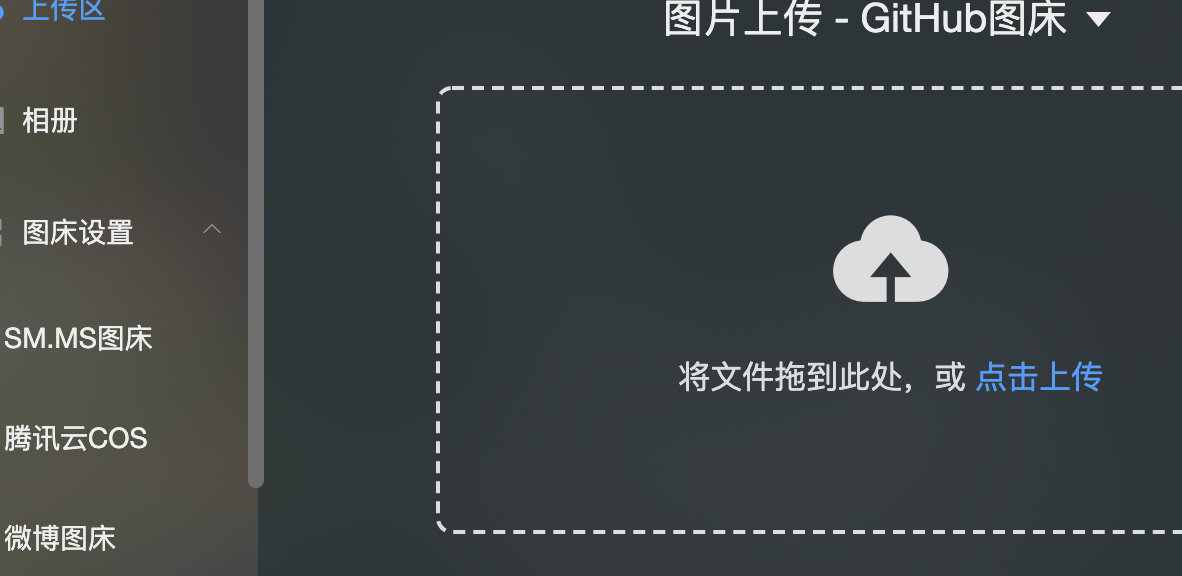 上传区
相册
图床设置
SM.MS图床
腾讯云COS
微博图床
图片上传 - GitHub图床
将文件拖到此处，或 点击上传